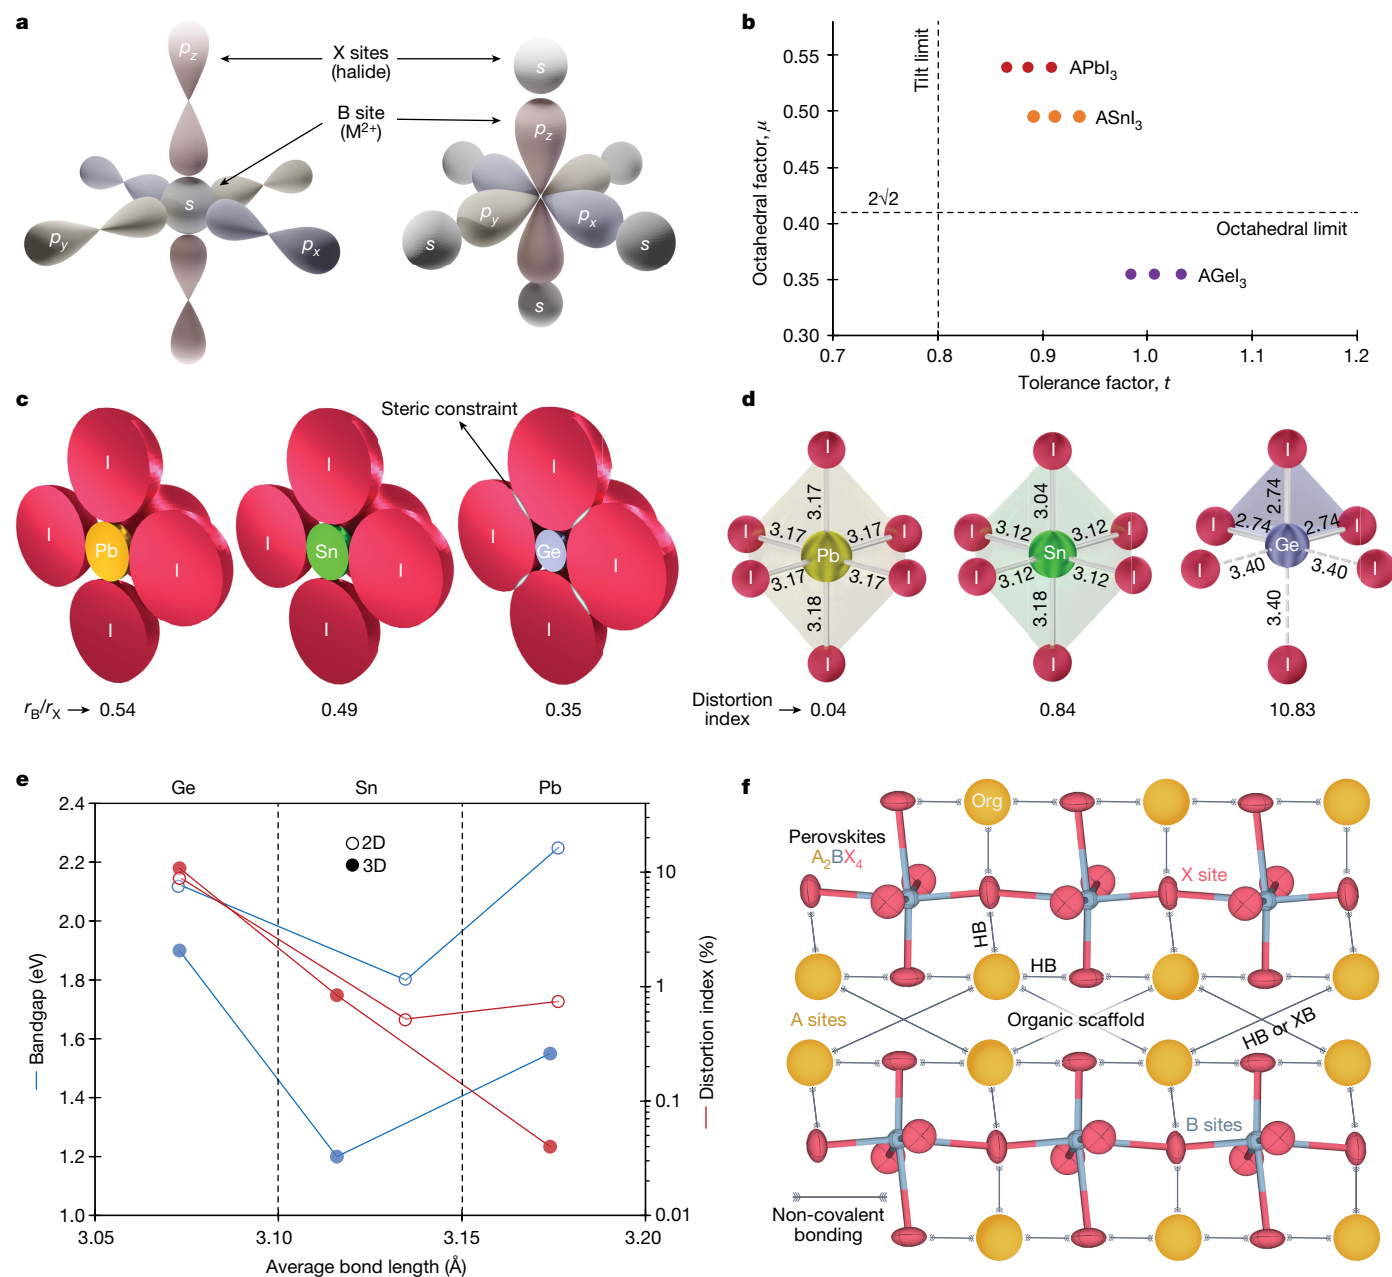 a
p_z
X sites
(halide)
s
B site
(M²⁺)
p_z
s
p_y
p_x
p_y
p_x
s
s
s
b
Octahedral factor, μ
0.55
0.50
0.45
0.40
0.35
0.30
Tilt limit
APbI₃
ASnI₃
2√2
Octahedral limit
AGeI₃
0.7
0.8
0.9
1.0
1.1
1.2
Tolerance factor, t
c
Steric constraint
I
I
I
Pb
I
I
I
I
Sn
I
I
I
I
Ge
I
I
r_B/r_X
0.54
0.49
0.35
d
I
3.17
I
3.17
3.17
I
Pb
I
3.17
3.17
I
3.18
I
I
3.04
I
3.12
3.12
I
Sn
I
3.12
3.12
I
3.18
I
I
2.74
I
2.74
2.74
I
Ge
I
3.40
3.40
I
3.40
I
Distortion
index
0.04
0.84
10.83
e
Ge
Sn
Pb
Bandgap (eV)
2.4
2.2
2.0
1.8
1.6
1.4
1.2
1.0
2D
3D
10
1
0.1
0.01
Distortion index (%)
3.05
3.10
3.15
3.20
Average bond length (Å)
f
Org
Perovskites
A₂BX₄
X site
HB
HB
A sites
Organic scaffold
HB or XB
B sites
Non-covalent
bonding